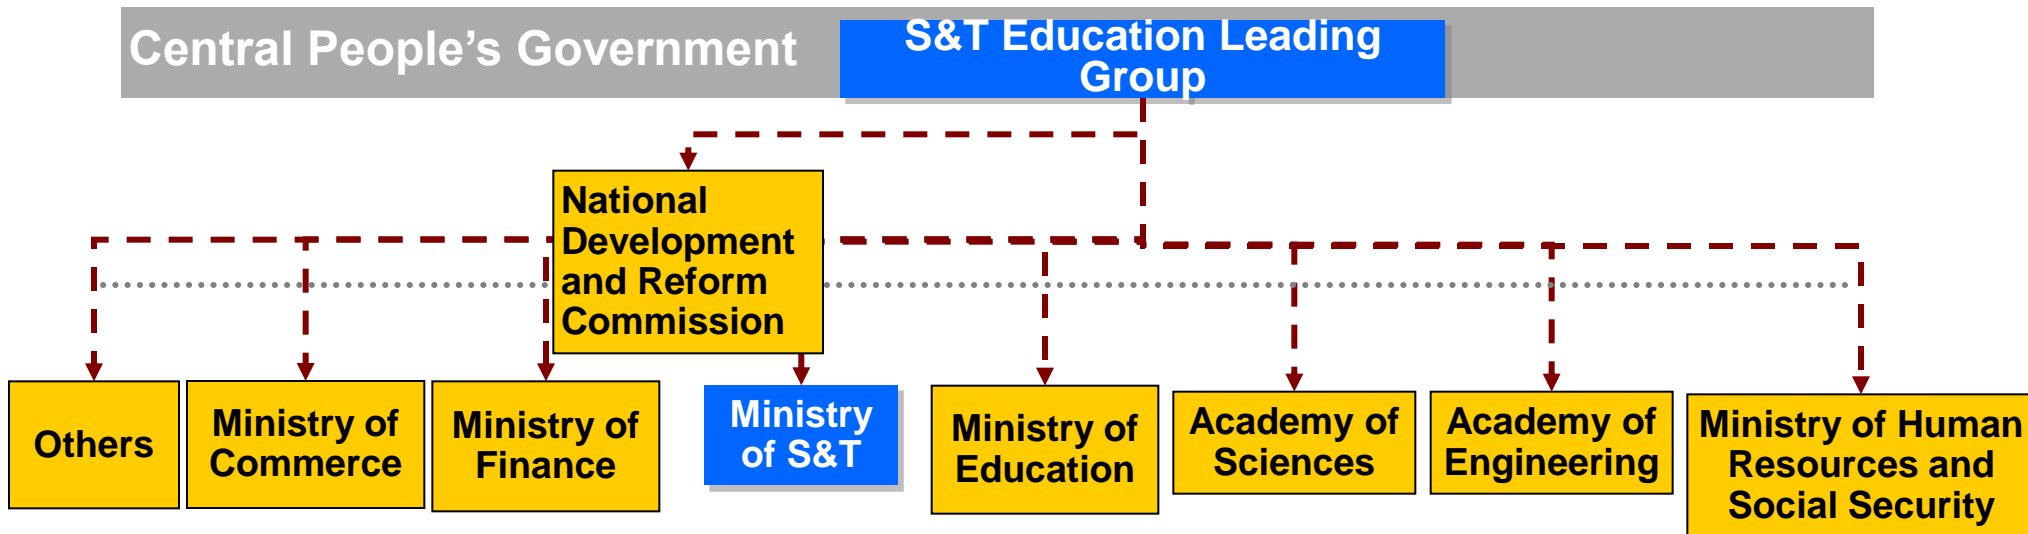 Central People’s Government
S&T Education Leading
Group
National
Development
and Reform
Commission
Others
Ministry of
Commerce
Ministry of
Finance
Ministry
of S&T
Ministry of
Education
Academy of
Sciences
Academy of
Engineering
Ministry of Human
Resources and
Social Security